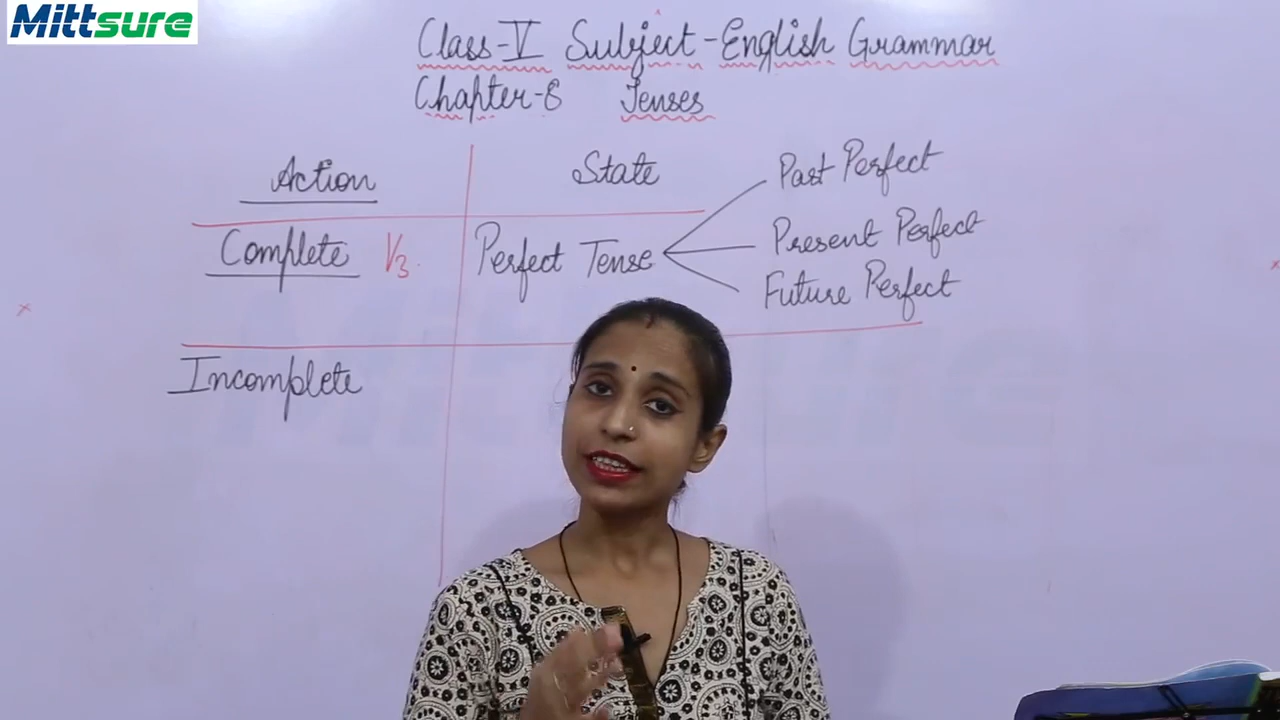 Mittsure
Class-V Subject-English Grammar
Chapter-8 Tenses
Action State
Complete V3. Perfect Tense
Past Perfect
Present Perfect
Future Perfect
Incomplete